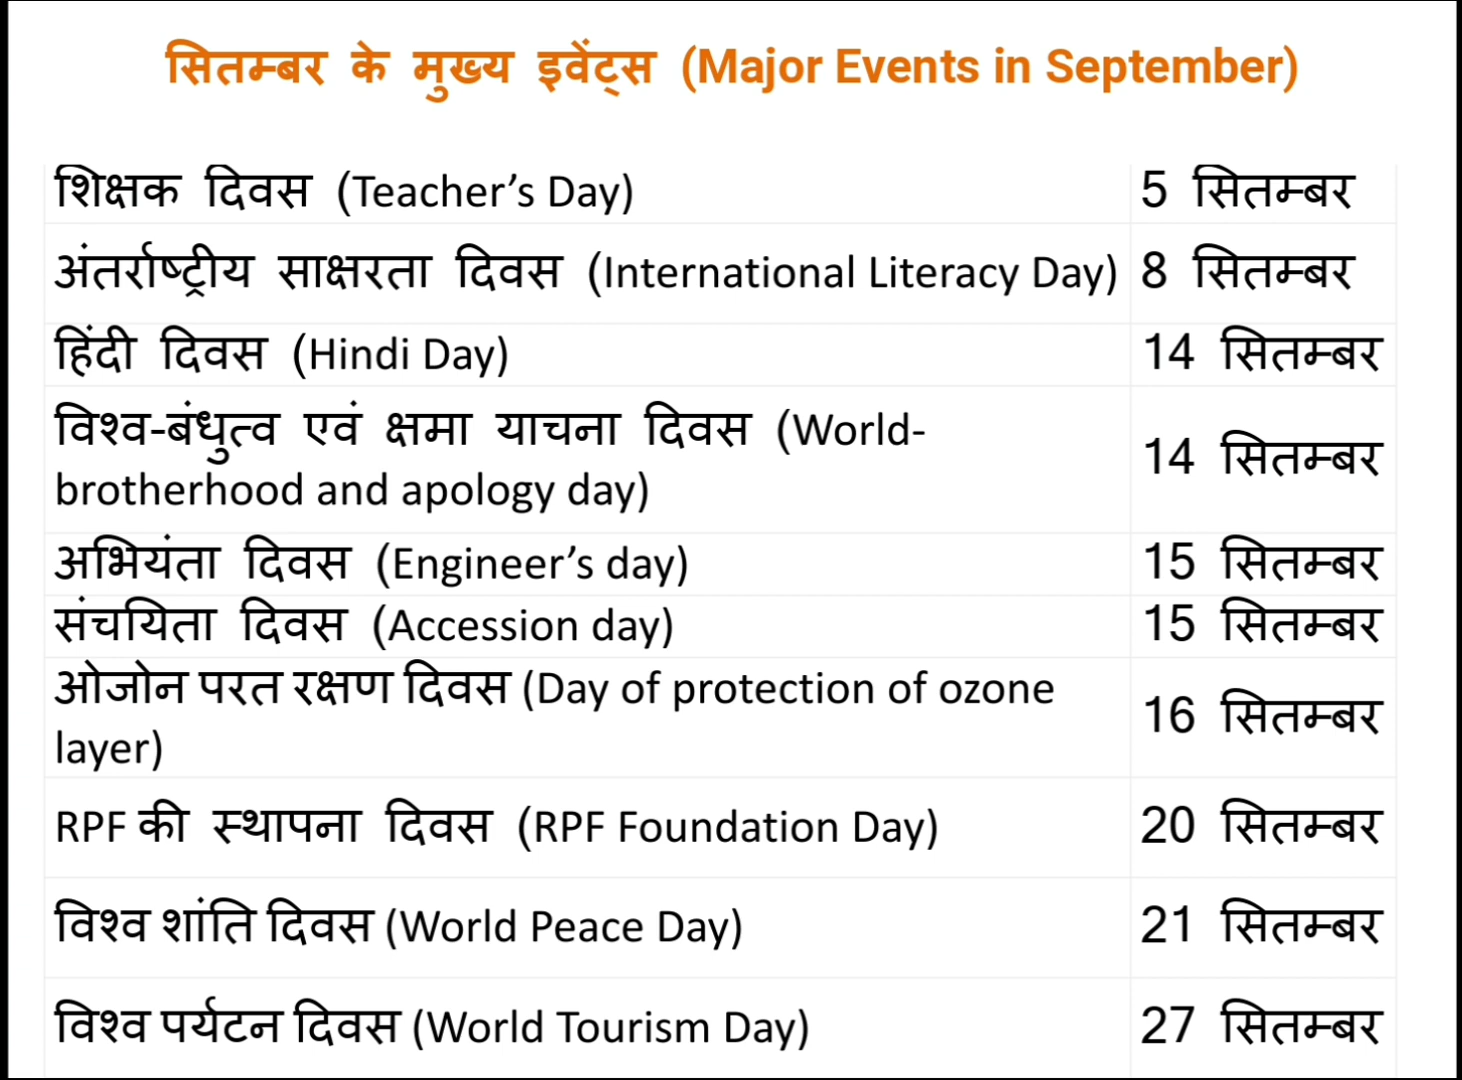 सितम्बर के मुख्य इवेंट्स (Major Events in September)
शिक्षक दिवस (Teacher’s Day) 5 सितम्बर
अंतर्राष्ट्रीय साक्षरता दिवस (International Literacy Day) 8 सितम्बर
हिंदी दिवस (Hindi Day) 14 सितम्बर
विश्व-बंधुत्व एवं क्षमा याचना दिवस (World-
brotherhood and apology day) 14 सितम्बर
अभियंता दिवस (Engineer’s day) 15 सितम्बर
संचयिता दिवस (Accession day) 15 सितम्बर
ओजोन परत रक्षण दिवस (Day of protection of ozone
layer) 16 सितम्बर
RPF की स्थापना दिवस (RPF Foundation Day) 20 सितम्बर
विश्व शांति दिवस (World Peace Day) 21 सितम्बर
विश्व पर्यटन दिवस (World Tourism Day) 27 सितम्बर